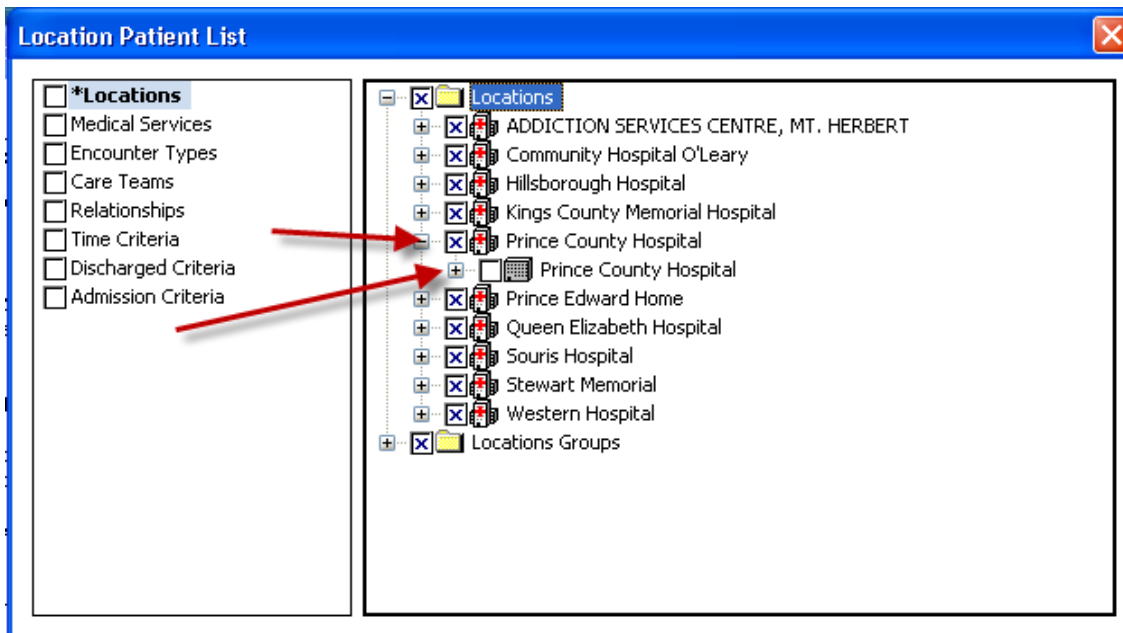 Location Patient List
*Locations
Medical Services
Encounter Types
Care Teams
Relationships
Time Criteria
Discharged Criteria
Admission Criteria
Locations
ADDICTION SERVICES CENTRE, MT. HERBERT
Community Hospital O'Leary
Hillsborough Hospital
Kings County Memorial Hospital
Prince County Hospital
Prince County Hospital
Prince Edward Home
Queen Elizabeth Hospital
Souris Hospital
Stewart Memorial
Western Hospital
Locations Groups